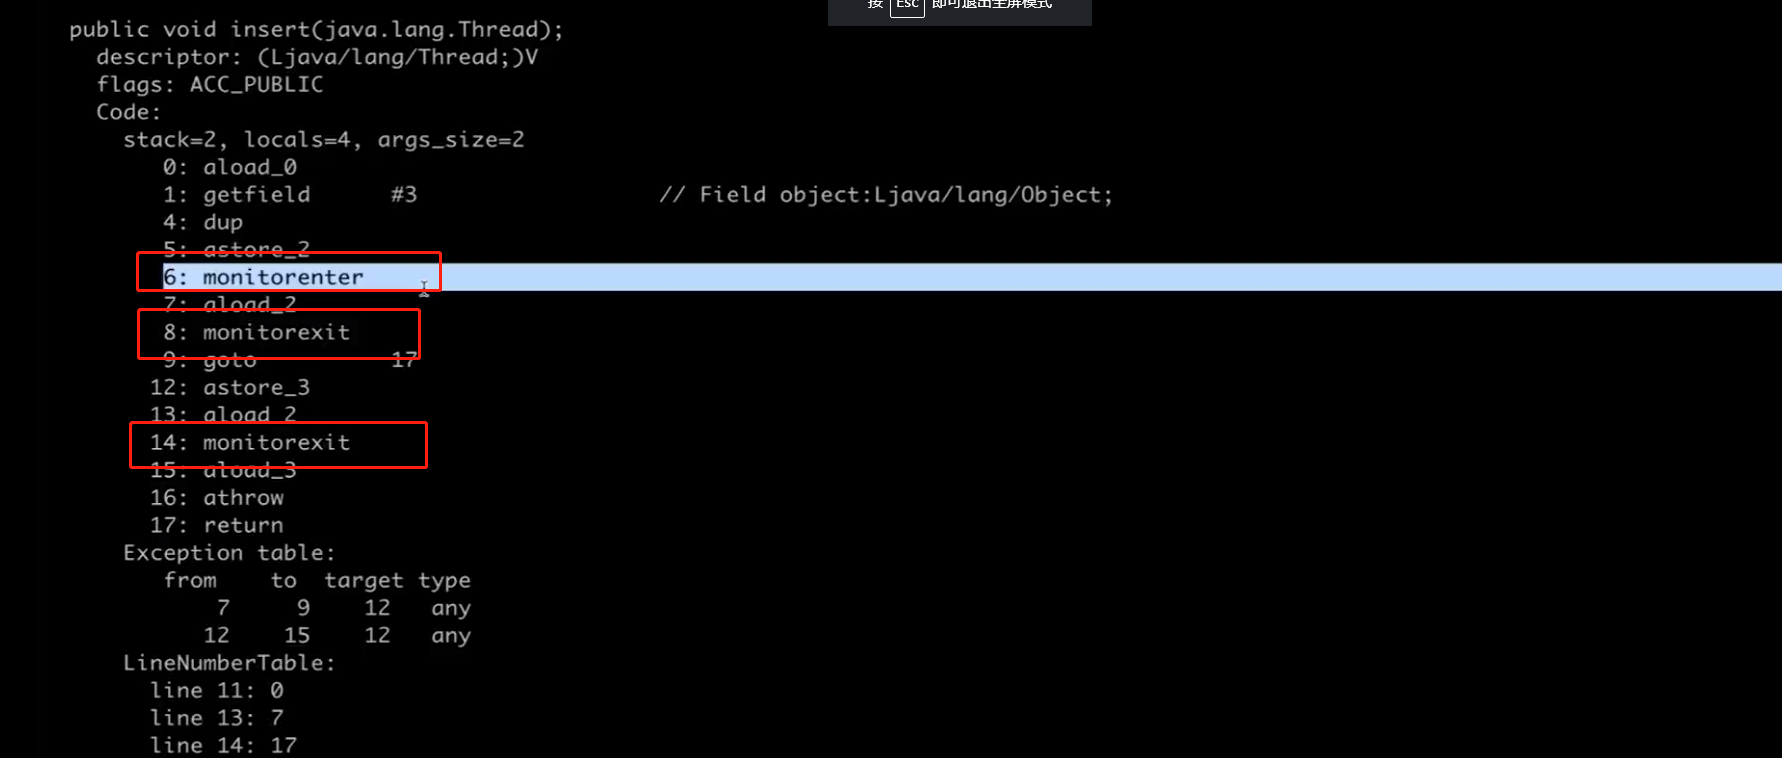 按 Esc 即可退出全屏模式
public void insert(java.lang.Thread);
descriptor: (Ljava/lang/Thread;)V
flags: ACC_PUBLIC
Code:
stack=2, locals=4, args_size=2
0: aload_0
1: getfield #3 // Field object:Ljava/lang/Object;
4: dup
5: astore_2
6: monitorenter
7: aload_2
8: monitorexit
9: goto 17
12: astore_3
13: aload_2
14: monitorexit
15: aload_3
16: athrow
17: return
Exception table:
from to target type
7 9 12 any
12 15 12 any
LineNumberTable:
line 11: 0
line 13: 7
line 14: 17